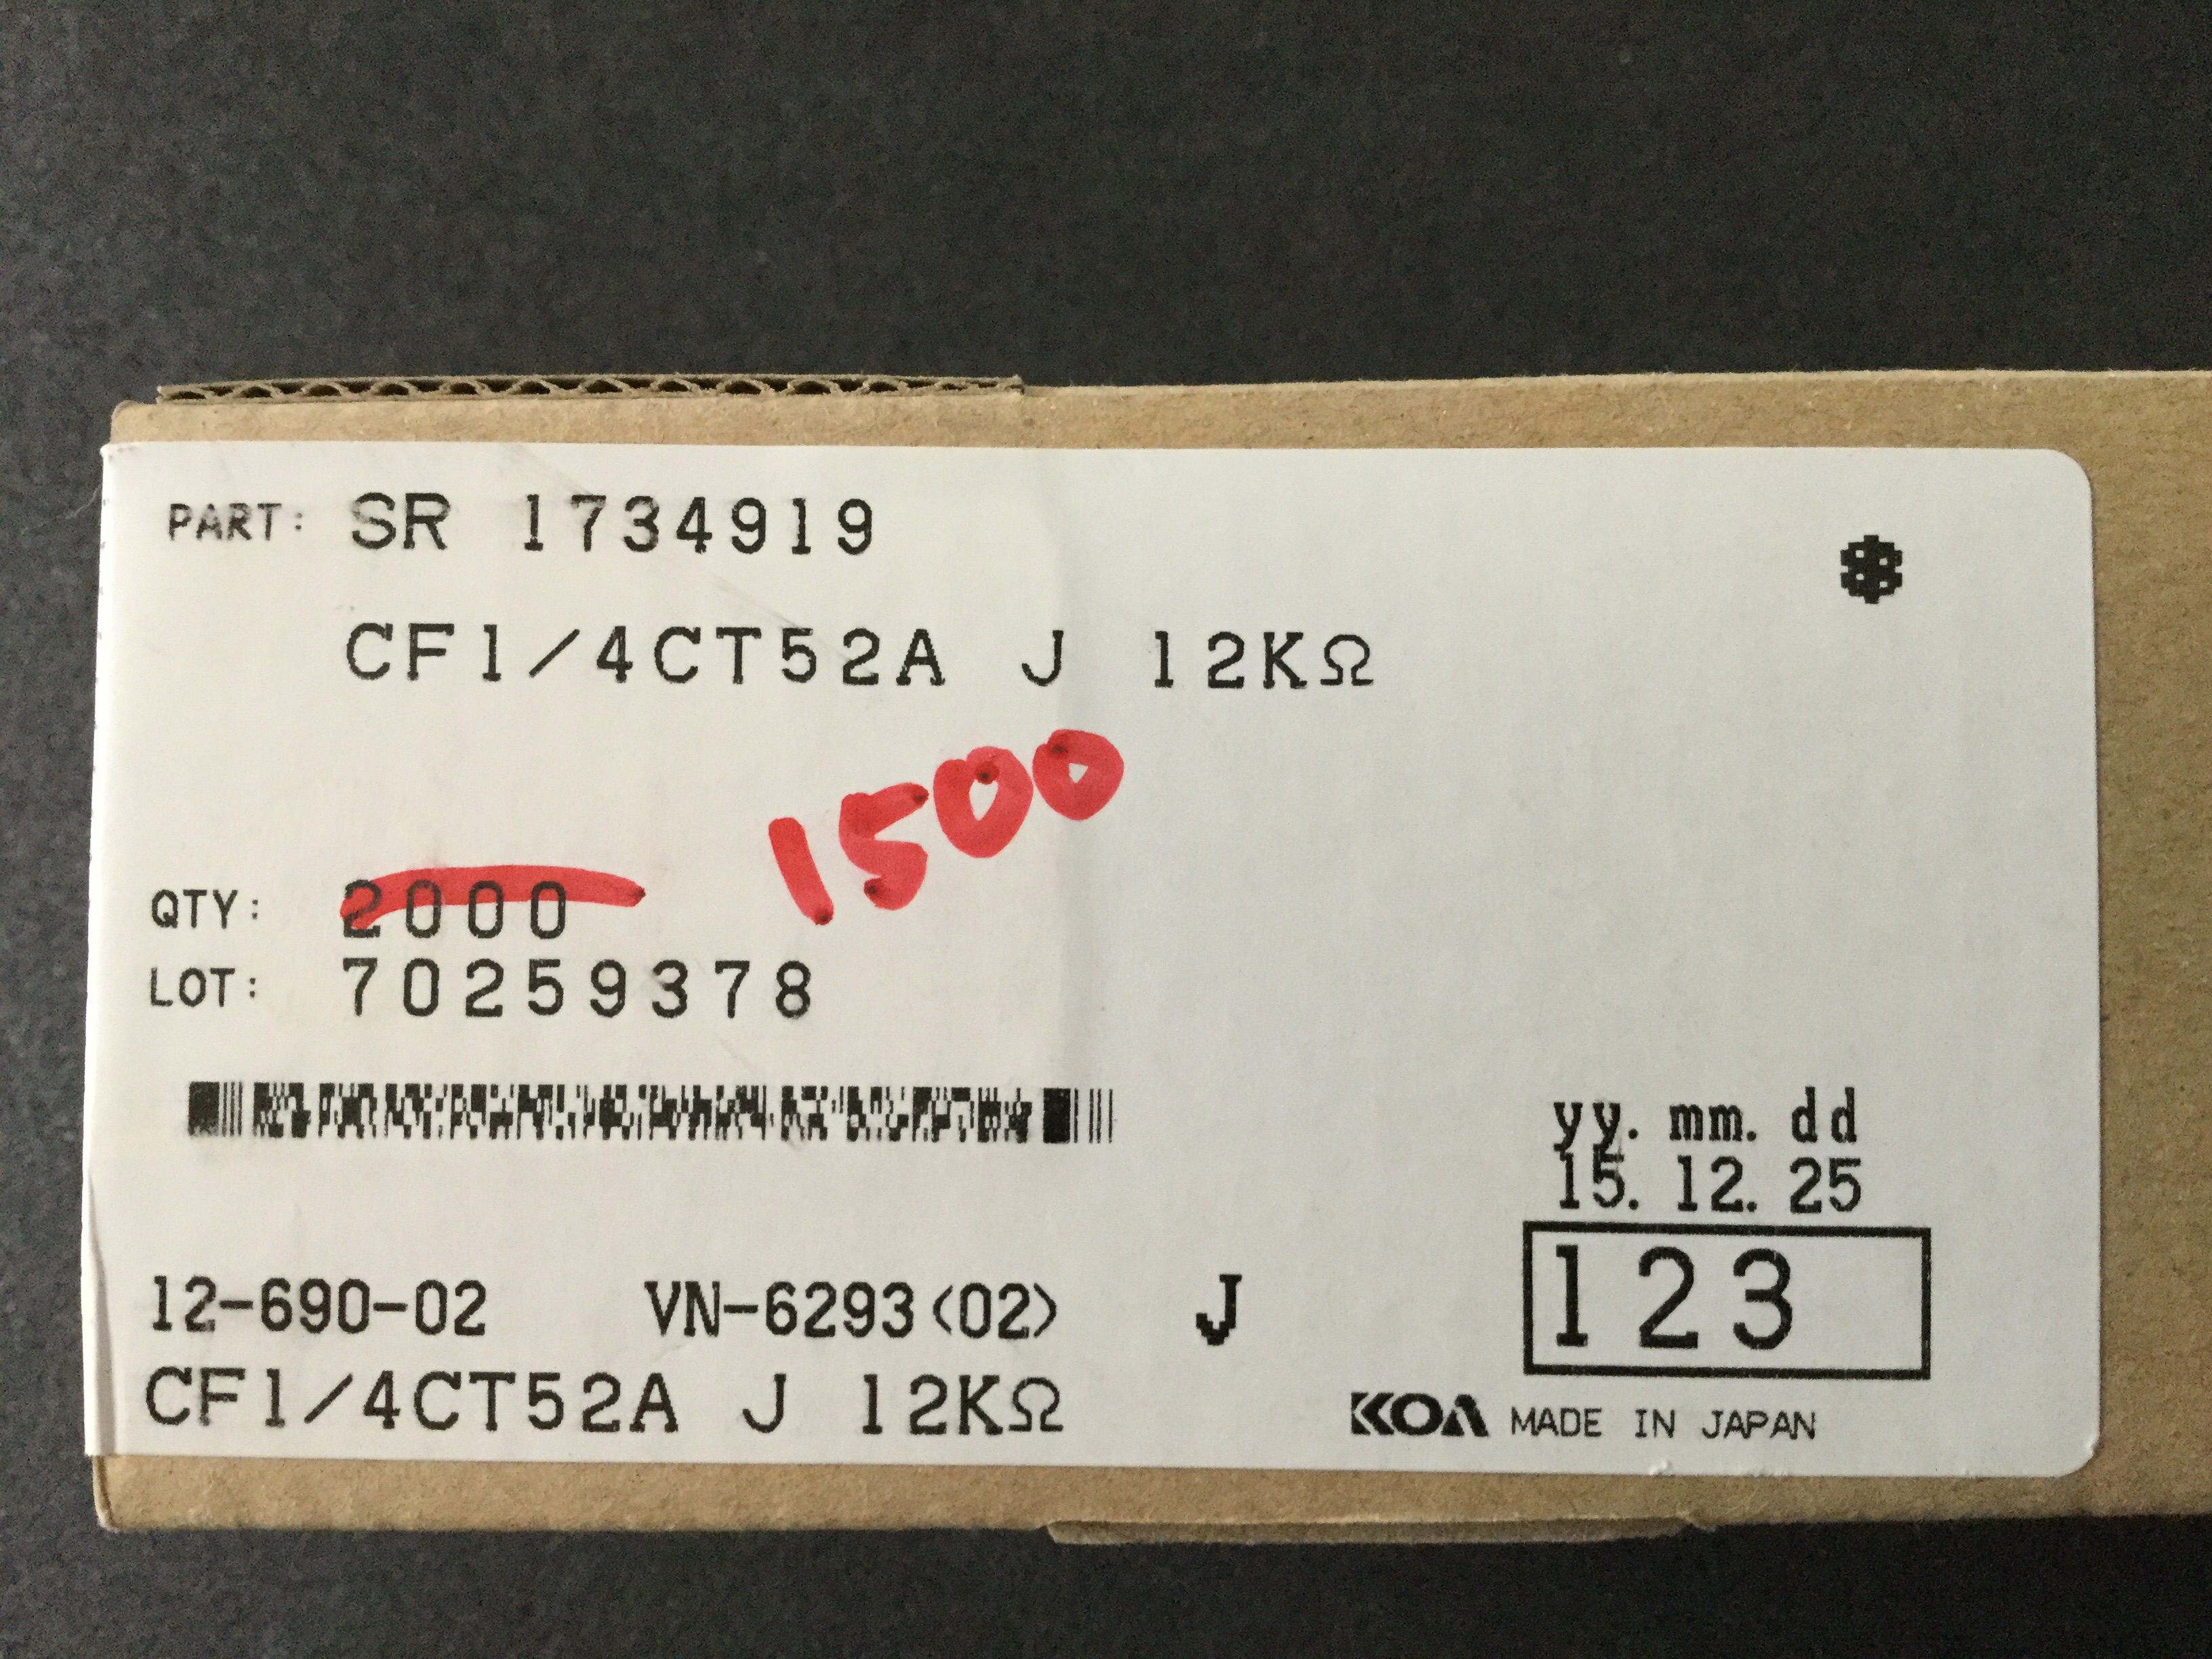 PART: SR 1734919
*
CF1/4CT52A J 12KΩ
1500
QTY: 2000
LOT: 70259378
yy. mm. dd
15. 12. 25
123
12-690-02 VN-6293(02) J
CF1/4CT52A J 12KΩ
KOA MADE IN JAPAN